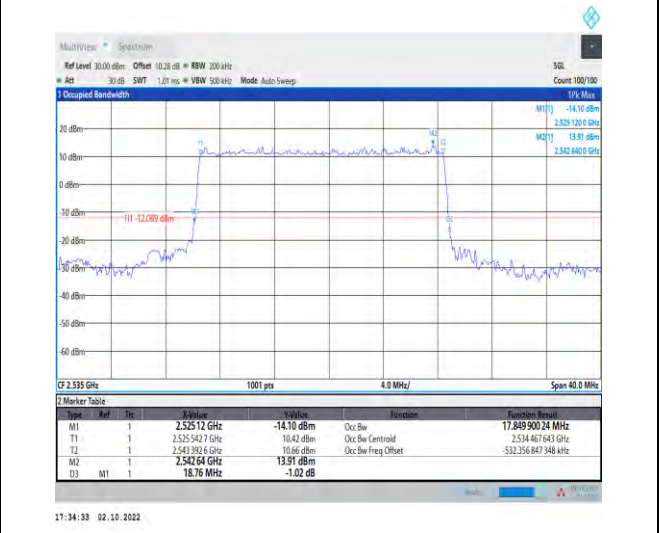 MultiView Spectrum
Ref Level 30.00 dBm Offset 10.28 dB RBW 200 kHz SGL
Att 30 dB SWT 1.01 ms VBW 500 kHz Mode Auto Sweep Count 100/100
1 Occupied Bandwidth 1Pk Max
M1[1] -14.10 dBm
2.525 120 0 GHz
M2[1] 13.91 dBm
2.542 640 0 GHz
20 dBm
M2
T1
T2
10 dBm
0 dBm
-10 dBm
H1 -12.089 dBm
M1
D3
-20 dBm
-30 dBm
-40 dBm
-50 dBm
-60 dBm
CF 2.535 GHz 1001 pts 4.0 MHz/ Span 40.0 MHz
2 Marker Table
Type Ref Trc X-Value Y-Value Function Function Result
M1 1 2.52512 GHz -14.10 dBm Occ Bw 17.849 900 24 MHz
T1 1 2.525 542 7 GHz 10.42 dBm Occ Bw Centroid 2.534 467 643 GHz
T2 1 2.543 392 6 GHz 10.66 dBm Occ Bw Freq Offset -532.356 847 348 kHz
M2 1 2.54264 GHz 13.91 dBm
D3 M1 1 18.76 MHz -1.02 dB
17:34:33 02.10.2022